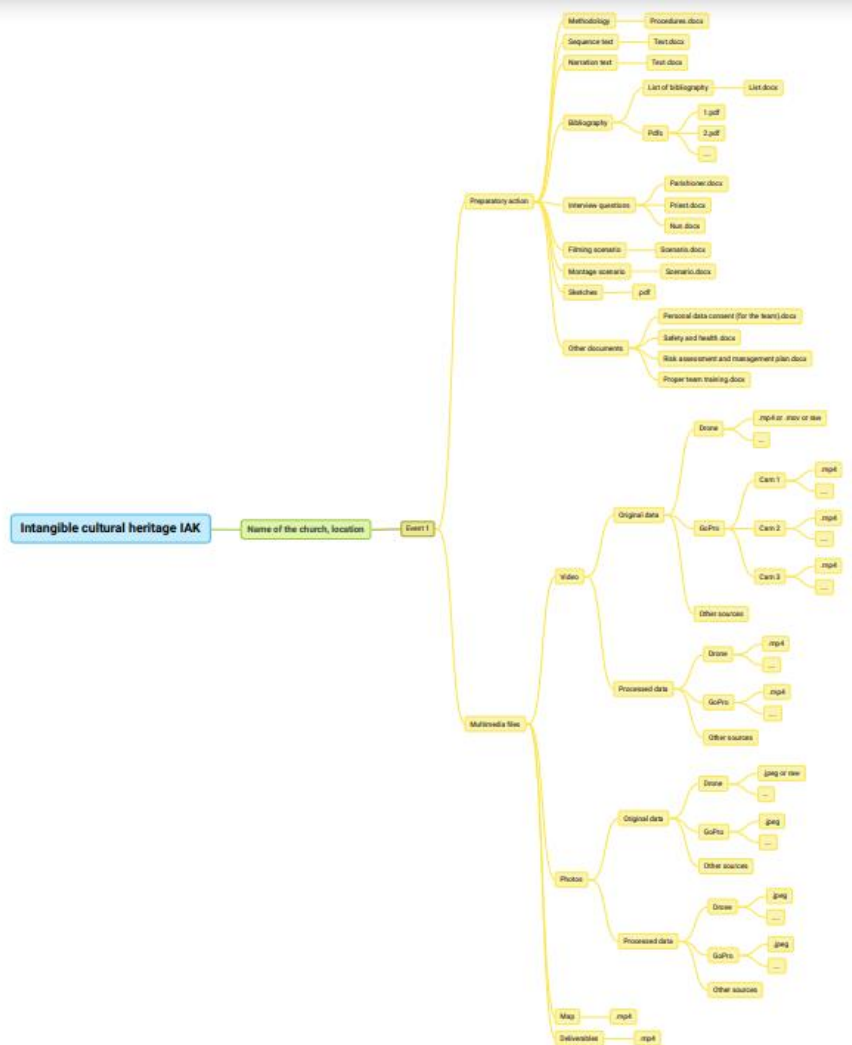 Intangible cultural heritage IAK
Name of the church, location
Event 1
Preparatory action
Methodology
Procedures.docx
Sequence text
Text.docx
Narration text
Text.docx
Bibliography
List of bibliography
List.docx
Pdfs
1.pdf
2.pdf
....
Interview questions
Parishioner.docx
Priest.docx
Nun.docx
Filming scenario
Scenario.docx
Montage scenario
Scenario.docx
Sketches
.pdf
Other documents
Personal data consent (for the team).docx
Safety and health.docx
Risk assessment and management plan.docx
Proper team training.docx
Multimedia files
Video
Original data
Drone
.mp4 or .mov or raw
....
GoPro
Cam 1
.mp4
....
Cam 2
.mp4
....
Cam 3
.mp4
....
Other sources
Processed data
Drone
.mp4
....
GoPro
.mp4
....
Other sources
Photos
Original data
Drone
.jpeg or raw
....
GoPro
.jpeg
....
Other sources
Processed data
Drone
.jpeg
....
GoPro
.jpeg
....
Other sources
Map
.mp4
Deliverables
.mp4